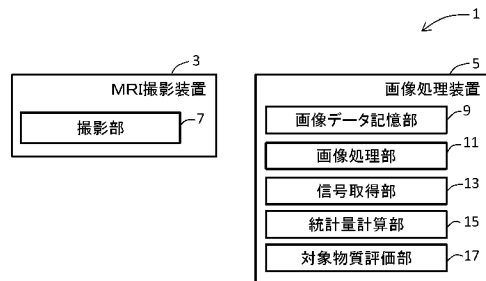 1
3
MRI撮影装置
撮影部
7
5
画像処理装置
画像データ記憶部
9
画像処理部
11
信号取得部
13
統計量計算部
15
対象物質評価部
17